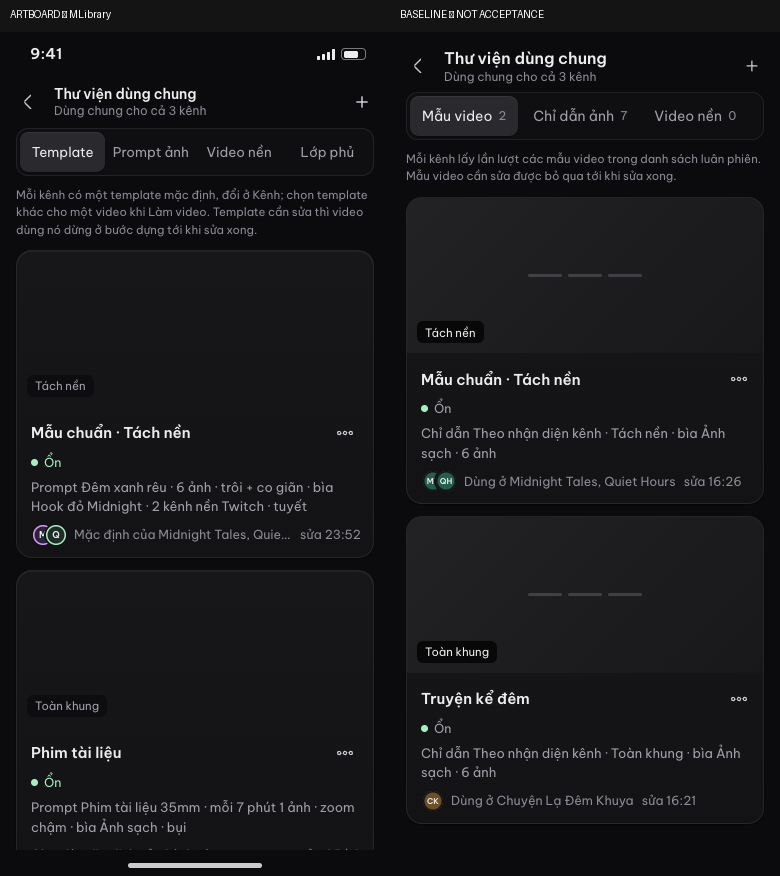 ARTBOARD MLibrary
9:41
Thư viện dùng chung
Dùng chung cho cả 3 kênh
Template Prompt ảnh Video nền Lớp phủ
Mỗi kênh có một template mặc định, đổi ở Kênh; chọn template
khác cho một video khi Làm video. Template cần sửa thì video
dùng nó dừng ở bước dựng tới khi sửa xong.
Tách nền
Mẫu chuẩn · Tách nền
Ổn
Prompt Đêm xanh rêu · 6 ảnh · trôi + co giãn · bìa
Hook đỏ Midnight · 2 kênh nền Twitch · tuyết
M Q Mặc định của Midnight Tales, Quie... sửa 23:52
Toàn khung
Phim tài liệu
Ổn
Prompt Phim tài liệu 35mm · mỗi 7 phút 1 ảnh · zoom
chậm · bìa Ảnh sạch · bụi
BASELINE NOT ACCEPTANCE
Thư viện dùng chung
Dùng chung cho cả 3 kênh
Mẫu video 2 Chỉ dẫn ảnh 7 Video nền 0
Mỗi kênh lấy lần lượt các mẫu video trong danh sách luân phiên.
Mẫu video cần sửa được bỏ qua tới khi sửa xong.
Tách nền
Mẫu chuẩn · Tách nền
Ổn
Chỉ dẫn Theo nhận diện kênh · Tách nền · bìa Ảnh
sạch · 6 ảnh
M QH Dùng ở Midnight Tales, Quiet Hours sửa 16:26
Toàn khung
Truyện kể đêm
Ổn
Chỉ dẫn Theo nhận diện kênh · Toàn khung · bìa Ảnh
sạch · 6 ảnh
CK Dùng ở Chuyện Lạ Đêm Khuya sửa 16:21